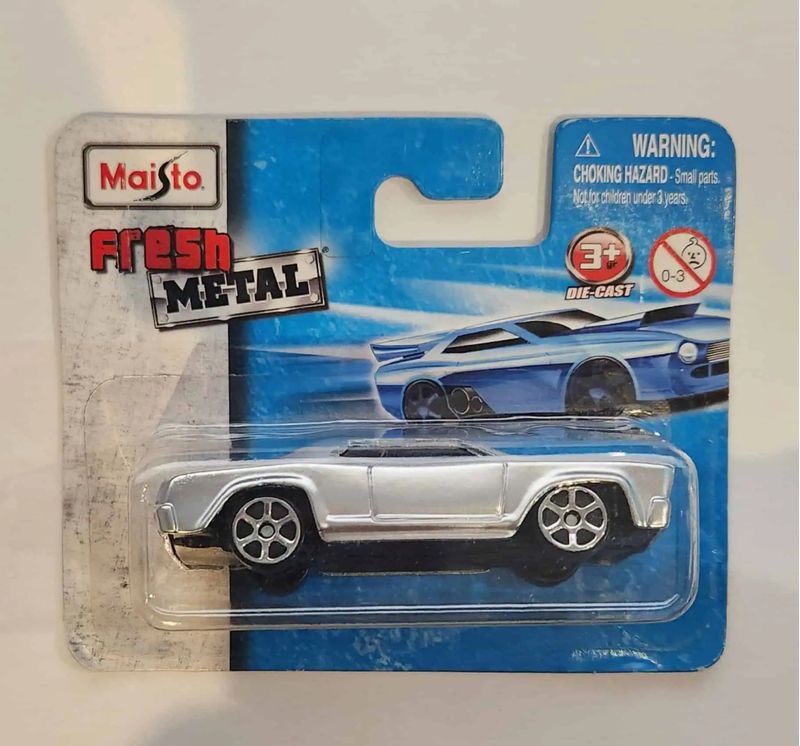 Maisto
Fresh
METAL
®
WARNING:
CHOKING HAZARD - Small parts.
Not for children under 3 years.
3+
DIE-CAST
0-3